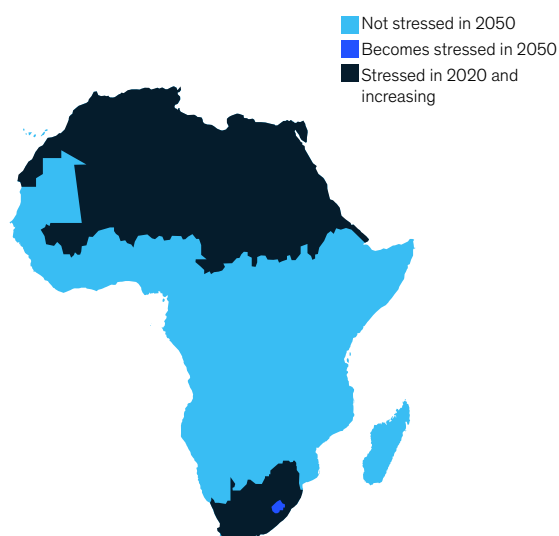 Not stressed in 2050
Becomes stressed in 2050
Stressed in 2020 and
increasing